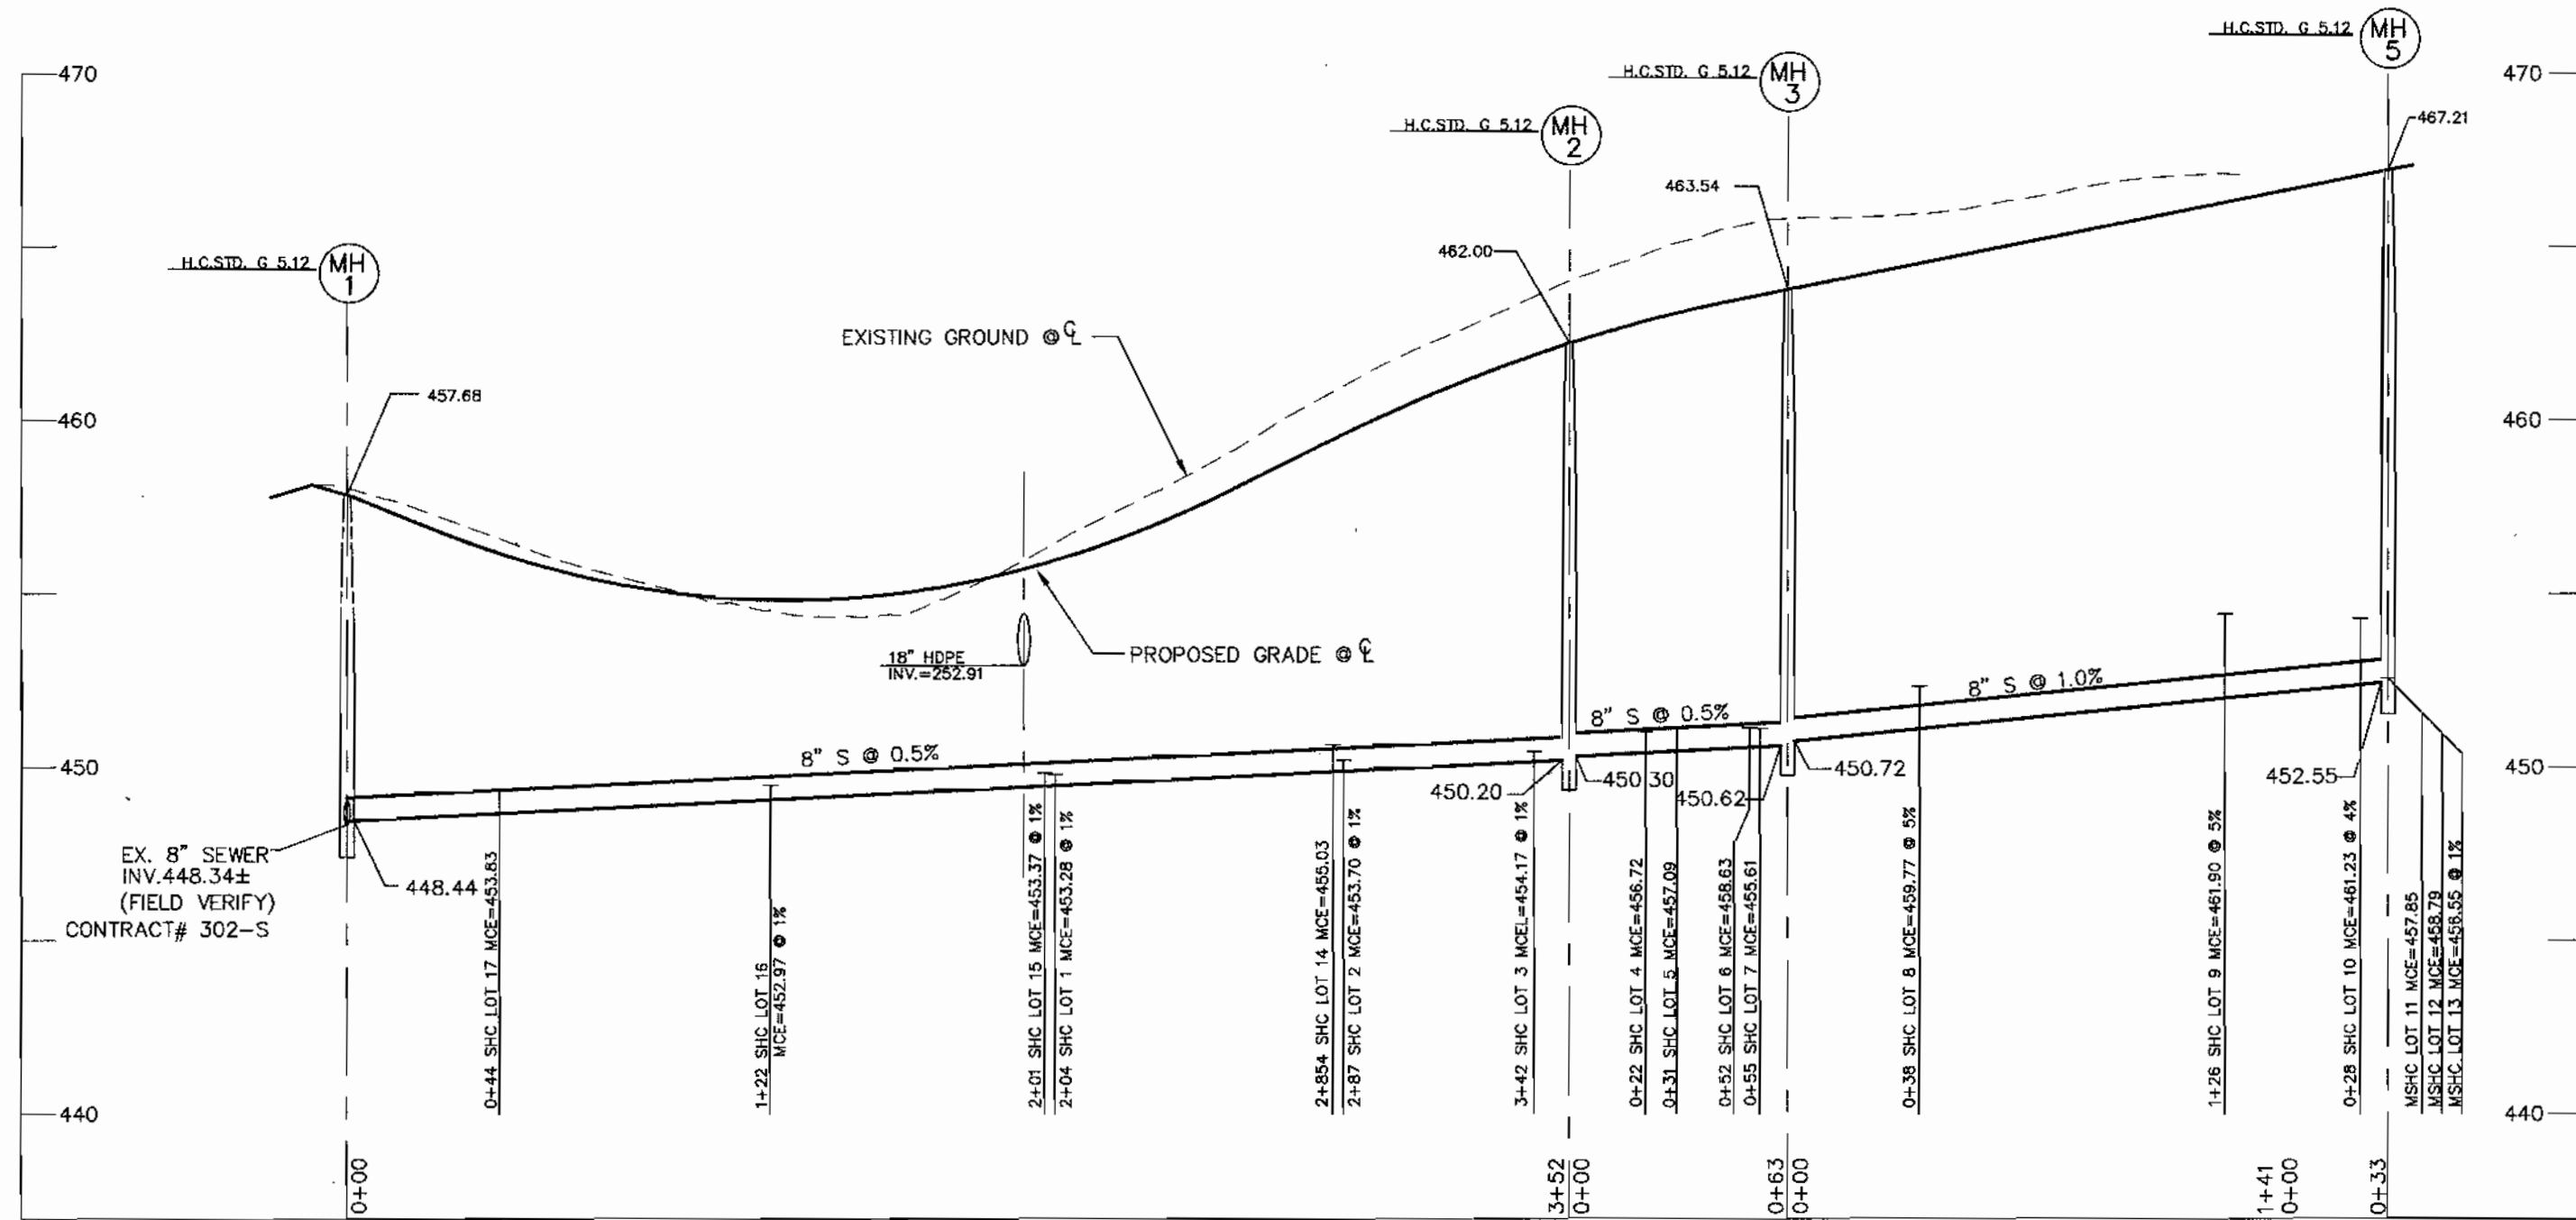 H.C.STD. G 5.12
MH
5
H.C.STD. G 5.12
MH
3
H.C.STD. G 5.12
MH
2
H.C.STD. G 5.12
MH
1
470
470
467.21
463.54
462.00
457.68
EXISTING GROUND @ ℄
460
460
18" HDPE
INV.=252.91
PROPOSED GRADE @ ℄
8" S @ 0.5%
8" S @ 0.5%
8" S @ 1.0%
450
450
450.20
450.30
450.62
450.72
452.55
EX. 8" SEWER
INV.448.34±
(FIELD VERIFY)
CONTRACT# 302-S
448.44
0+44 SHC LOT 17 MCE=453.83
1+22 SHC LOT 16
MCE=452.97 @ 1%
2+01 SHC LOT 15 MCE=453.37 @ 1%
2+04 SHC LOT 1 MCE=453.28 @ 1%
2+854 SHC LOT 14 MCE=455.03
2+87 SHC LOT 2 MCE=453.70 @ 1%
3+42 SHC LOT 3 MCEL=454.17 @ 1%
0+22 SHC LOT 4 MCE=456.72
0+31 SHC LOT 5 MCE=457.09
0+52 SHC LOT 6 MCE=458.63
0+55 SHC LOT 7 MCE=455.61
0+38 SHC LOT 8 MCE=459.77 @ 5%
1+26 SHC LOT 9 MCE=461.90 @ 5%
0+28 SHC LOT 10 MCE=461.23 @ 4%
MSHC LOT 11 MCE=457.85
MSHC LOT 12 MCE=458.79
MSHC LOT 13 MCE=456.55 @ 1%
440
440
0+00
3+52
0+00
0+63
0+00
1+41
0+00
0+33